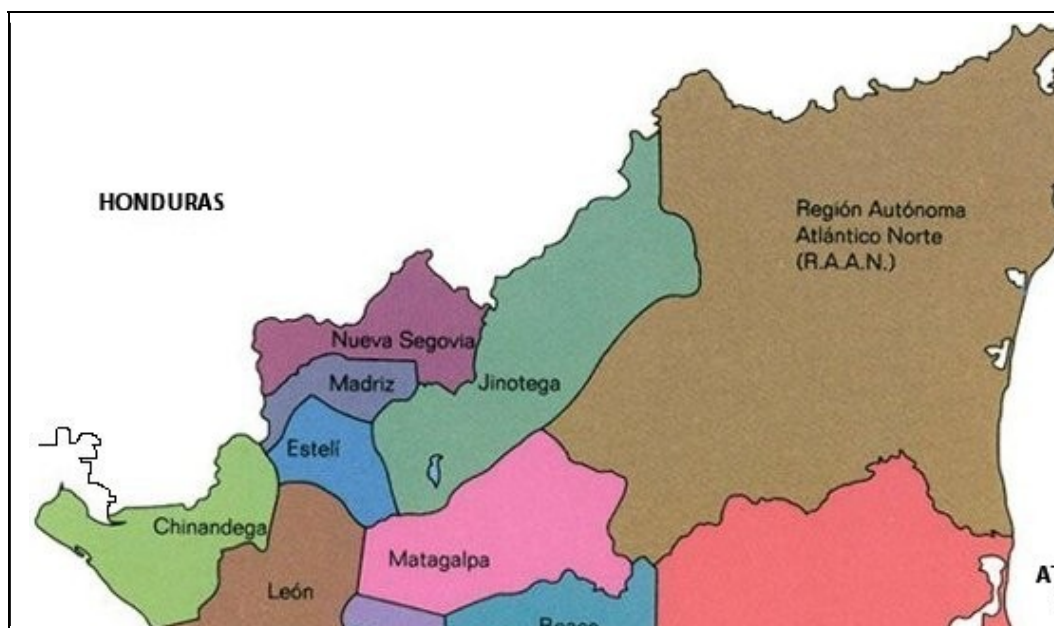 HONDURAS
Región Autónoma
Atlántico Norte
(R.A.A.N.)
Nueva Segovia
Madriz
Jinotega
Estelí
Chinandega
Matagalpa
León